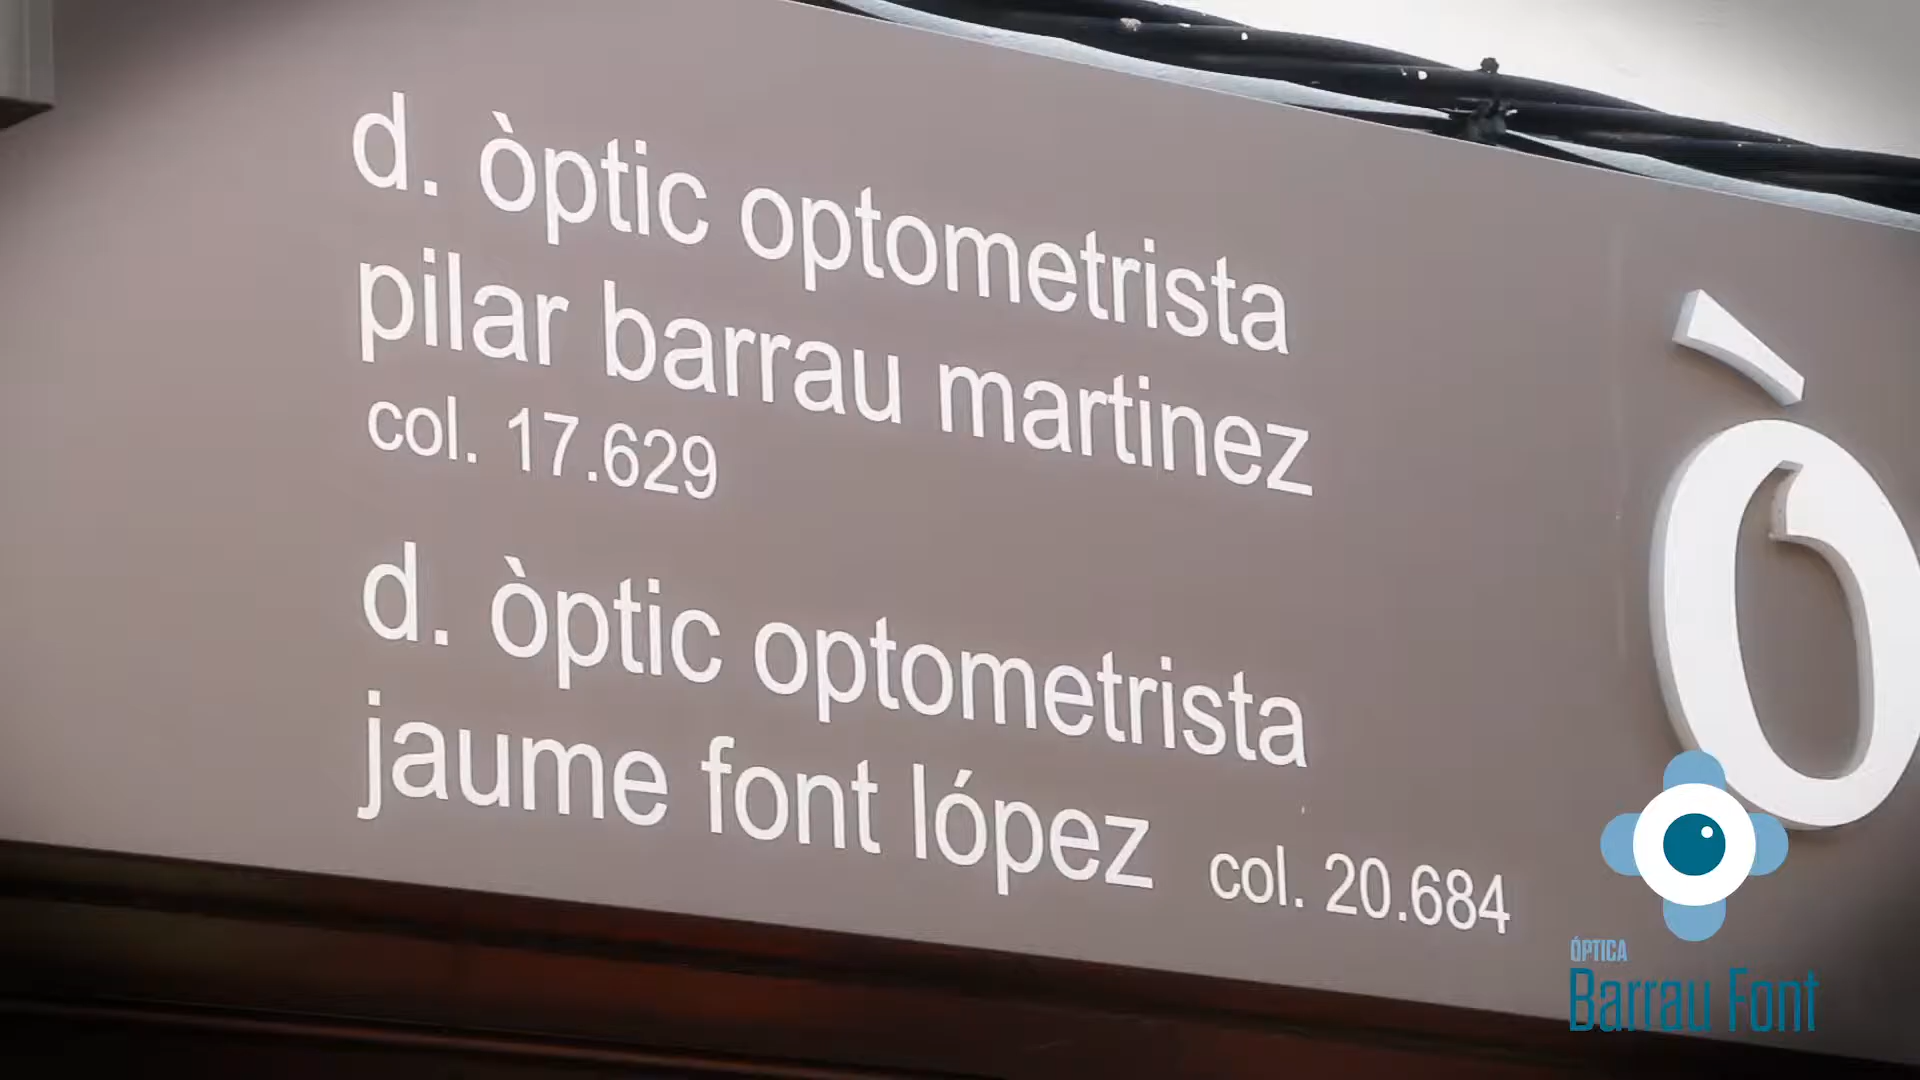 d. òptic optometrista
pilar barrau martinez
col. 17.629
d. òptic optometrista
jaume font lópez col. 20.684
Ò
ÓPTICA
Barrau Font